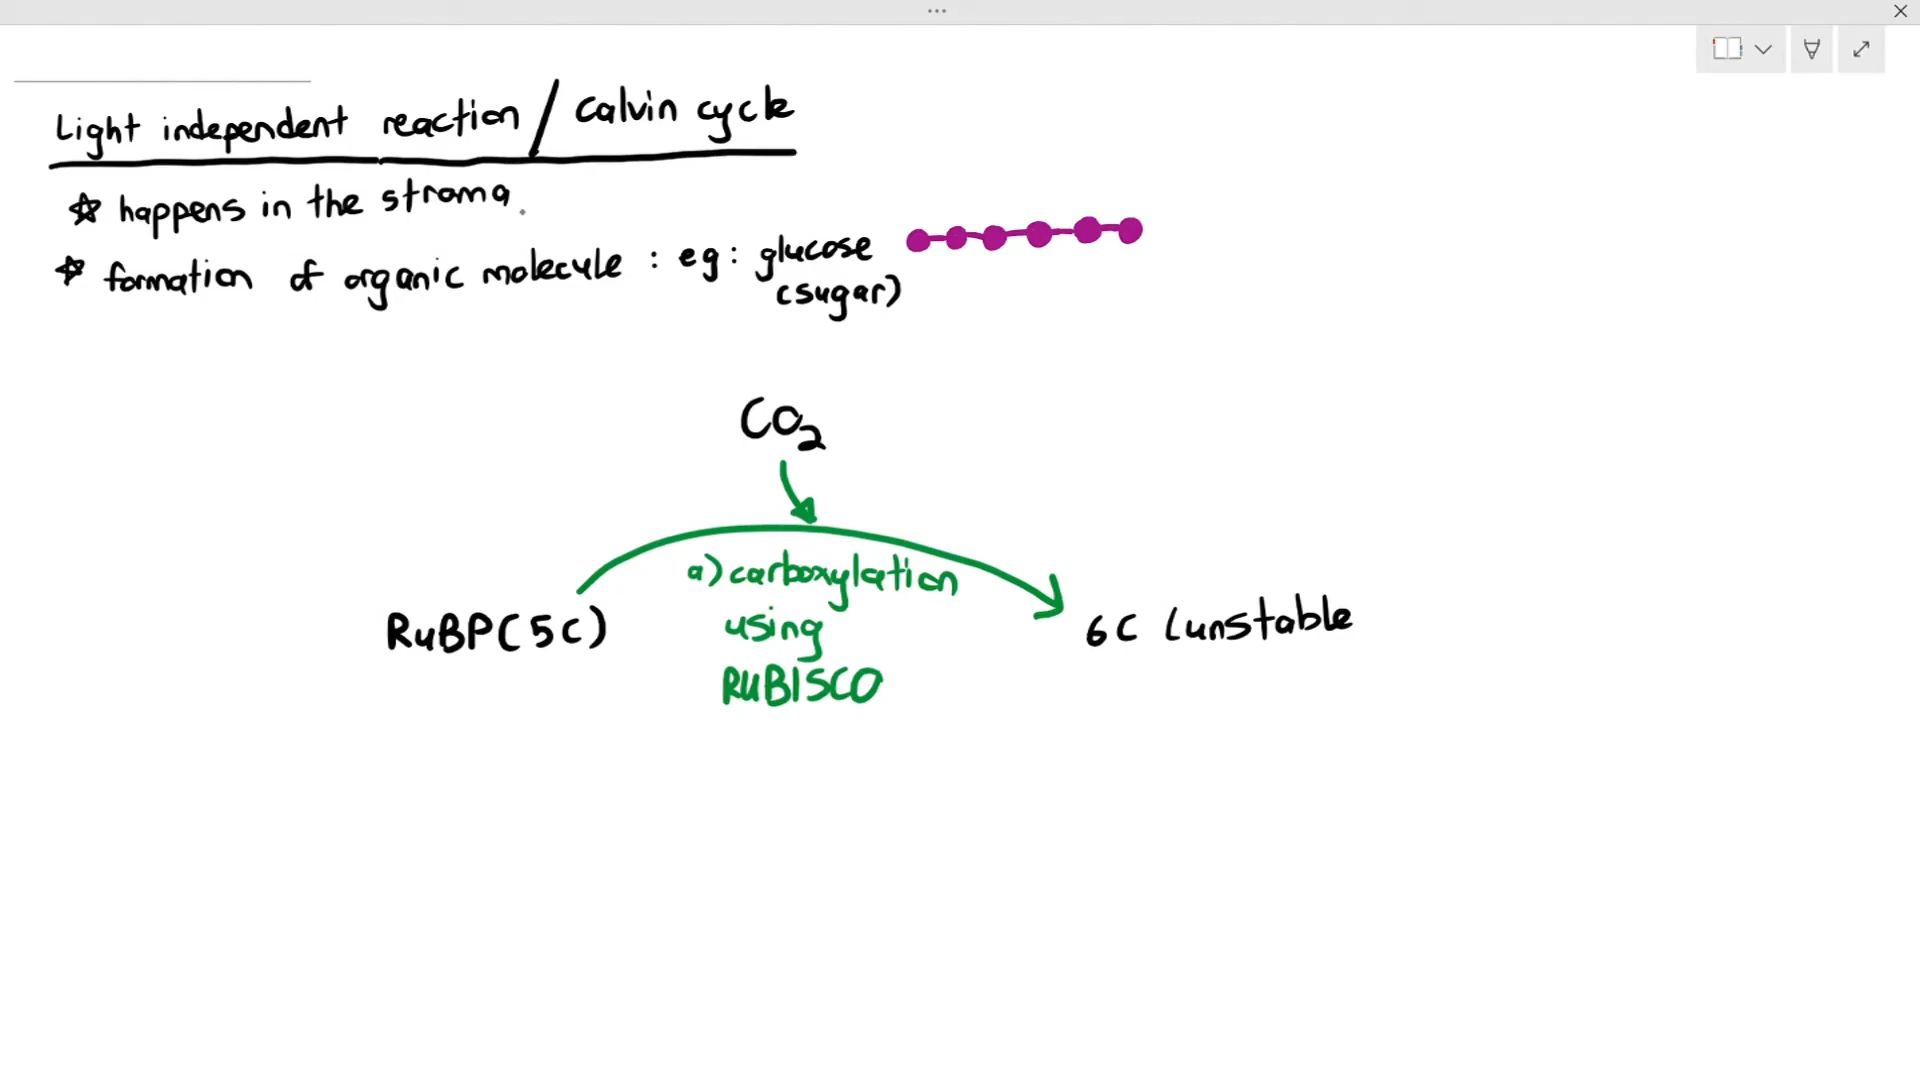 Light independent reaction / Calvin cycle
☆ happens in the stroma.
☆ formation of organic molecule : eg : glucose
(sugar)
CO₂
a) carboxylation
using
RUBISCO
RuBP(5C)
6C (unstable